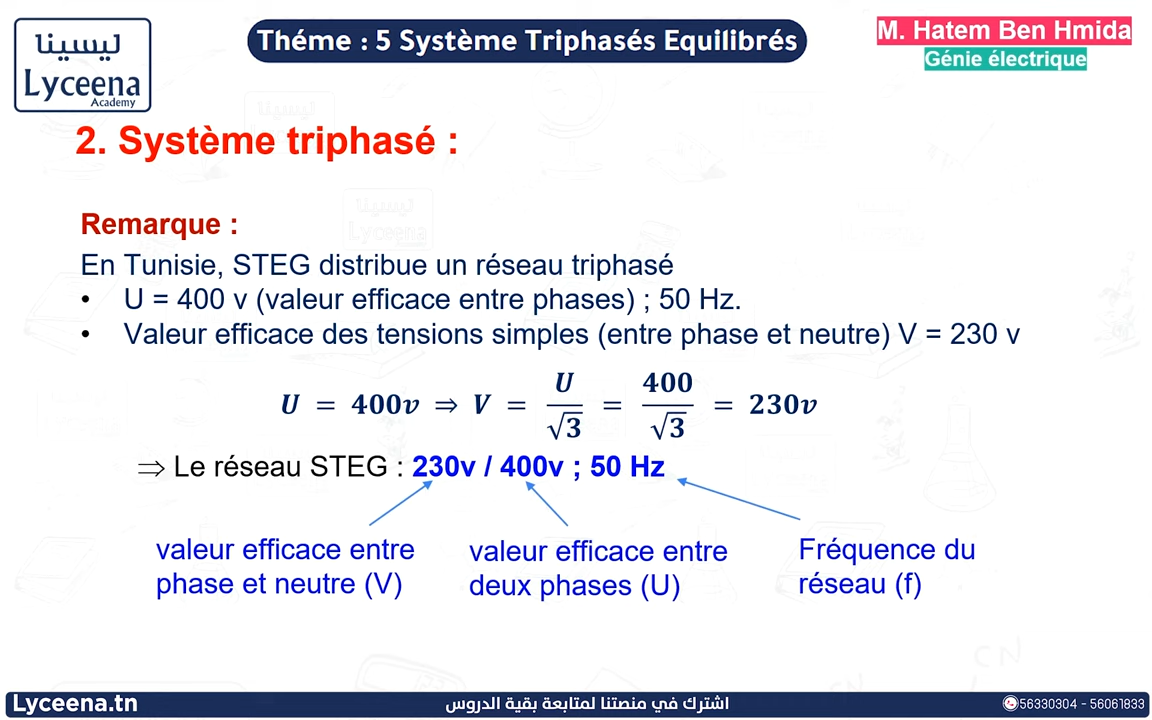 ليسينا
Lyceena
Academy
Théme : 5 Système Triphasés Equilibrés
M. Hatem Ben Hmida
Génie électrique
2. Système triphasé :
Remarque :
En Tunisie, STEG distribue un réseau triphasé
• U = 400 v (valeur efficace entre phases) ; 50 Hz.
• Valeur efficace des tensions simples (entre phase et neutre) V = 230 v
U = 400v ⇒ V = U/√3 = 400/√3 = 230v
⇒ Le réseau STEG : 230v / 400v ; 50 Hz
valeur efficace entre
phase et neutre (V)
valeur efficace entre
deux phases (U)
Fréquence du
réseau (f)
Lyceena.tn
اشترك في منصتنا لمتابعة بقية الدروس
56330304 - 56061833